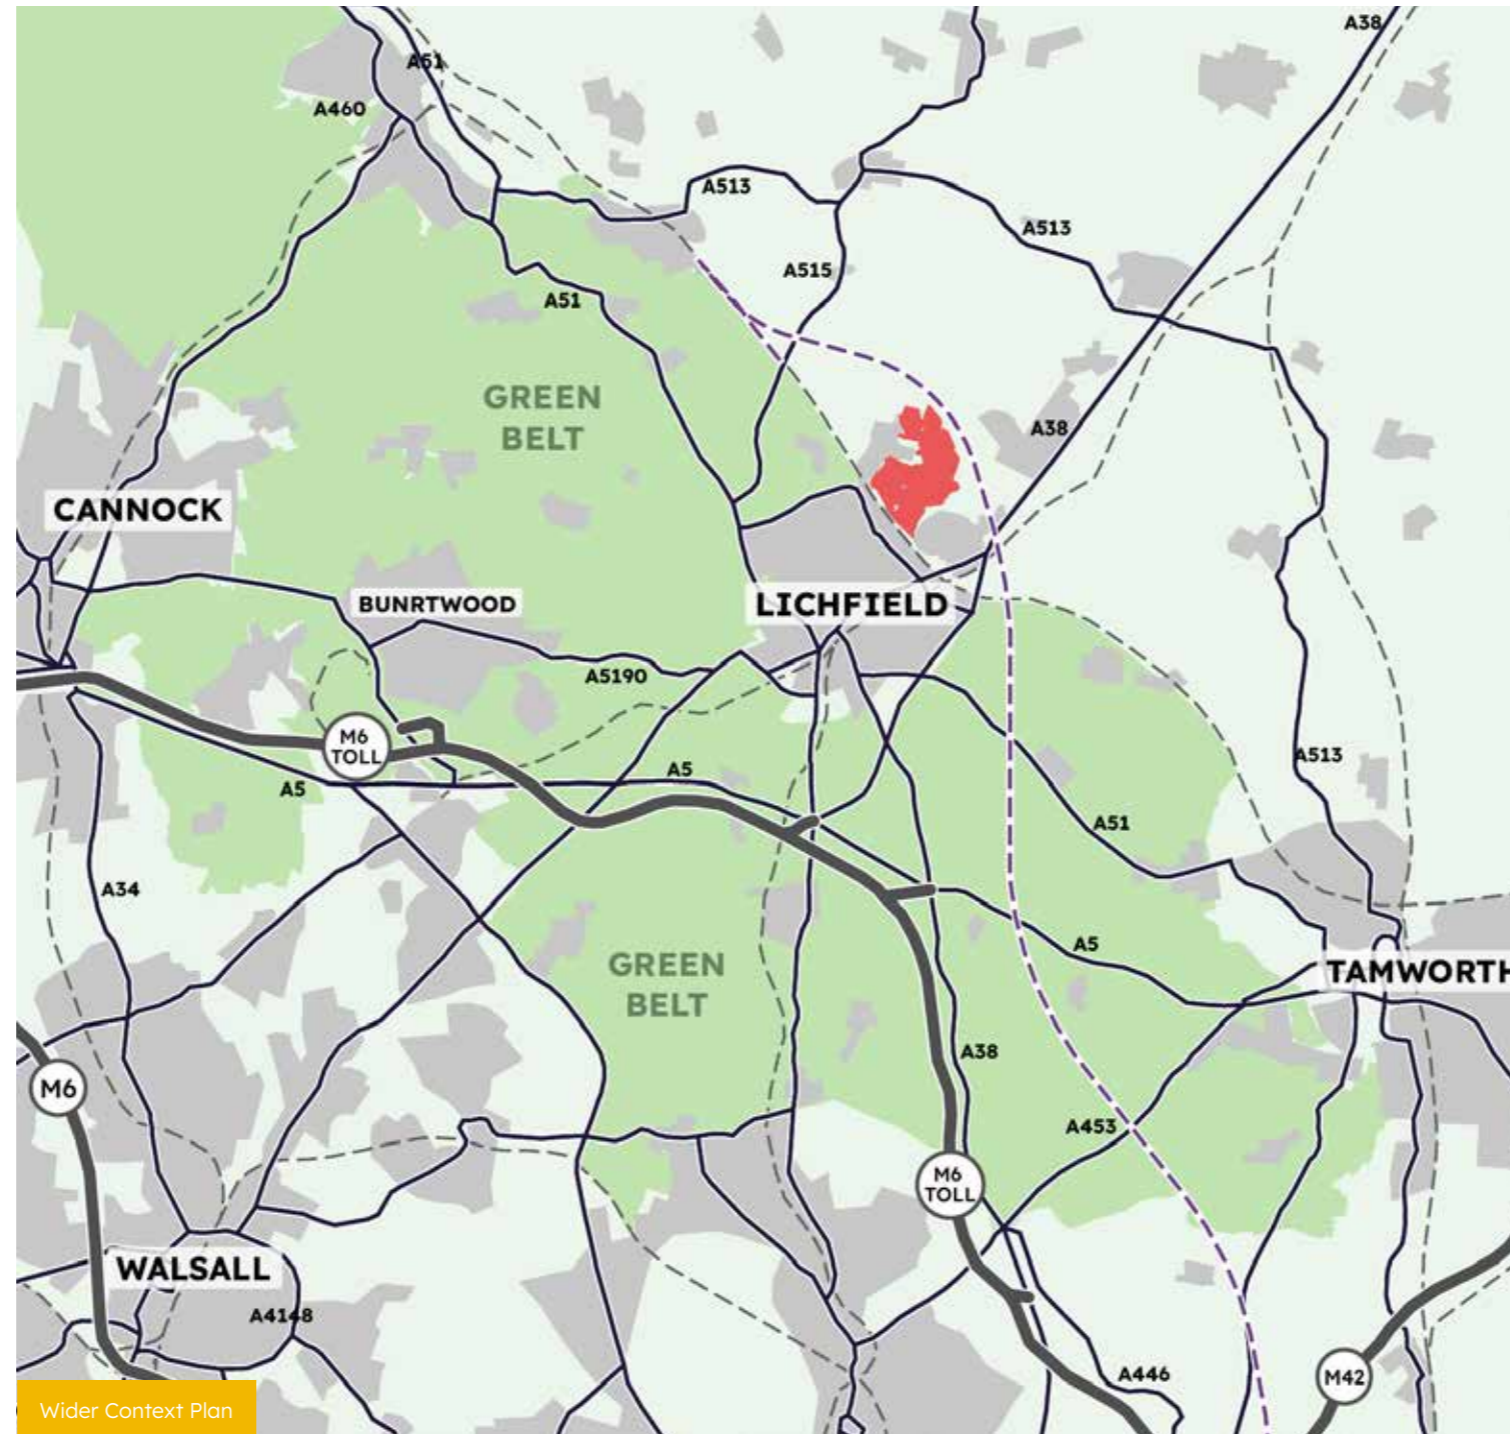 A38
A51
A460
A513
A513
A515
A51
GREEN
BELT
A38
CANNOCK
BUNRTWOOD
LICHFIELD
A5190
M6
TOLL
A5
A5
A513
A51
A34
GREEN
BELT
A5
TAMWORTH
A38
M6
A453
M6
TOLL
WALSALL
A4148
A446
M42
Wider Context Plan